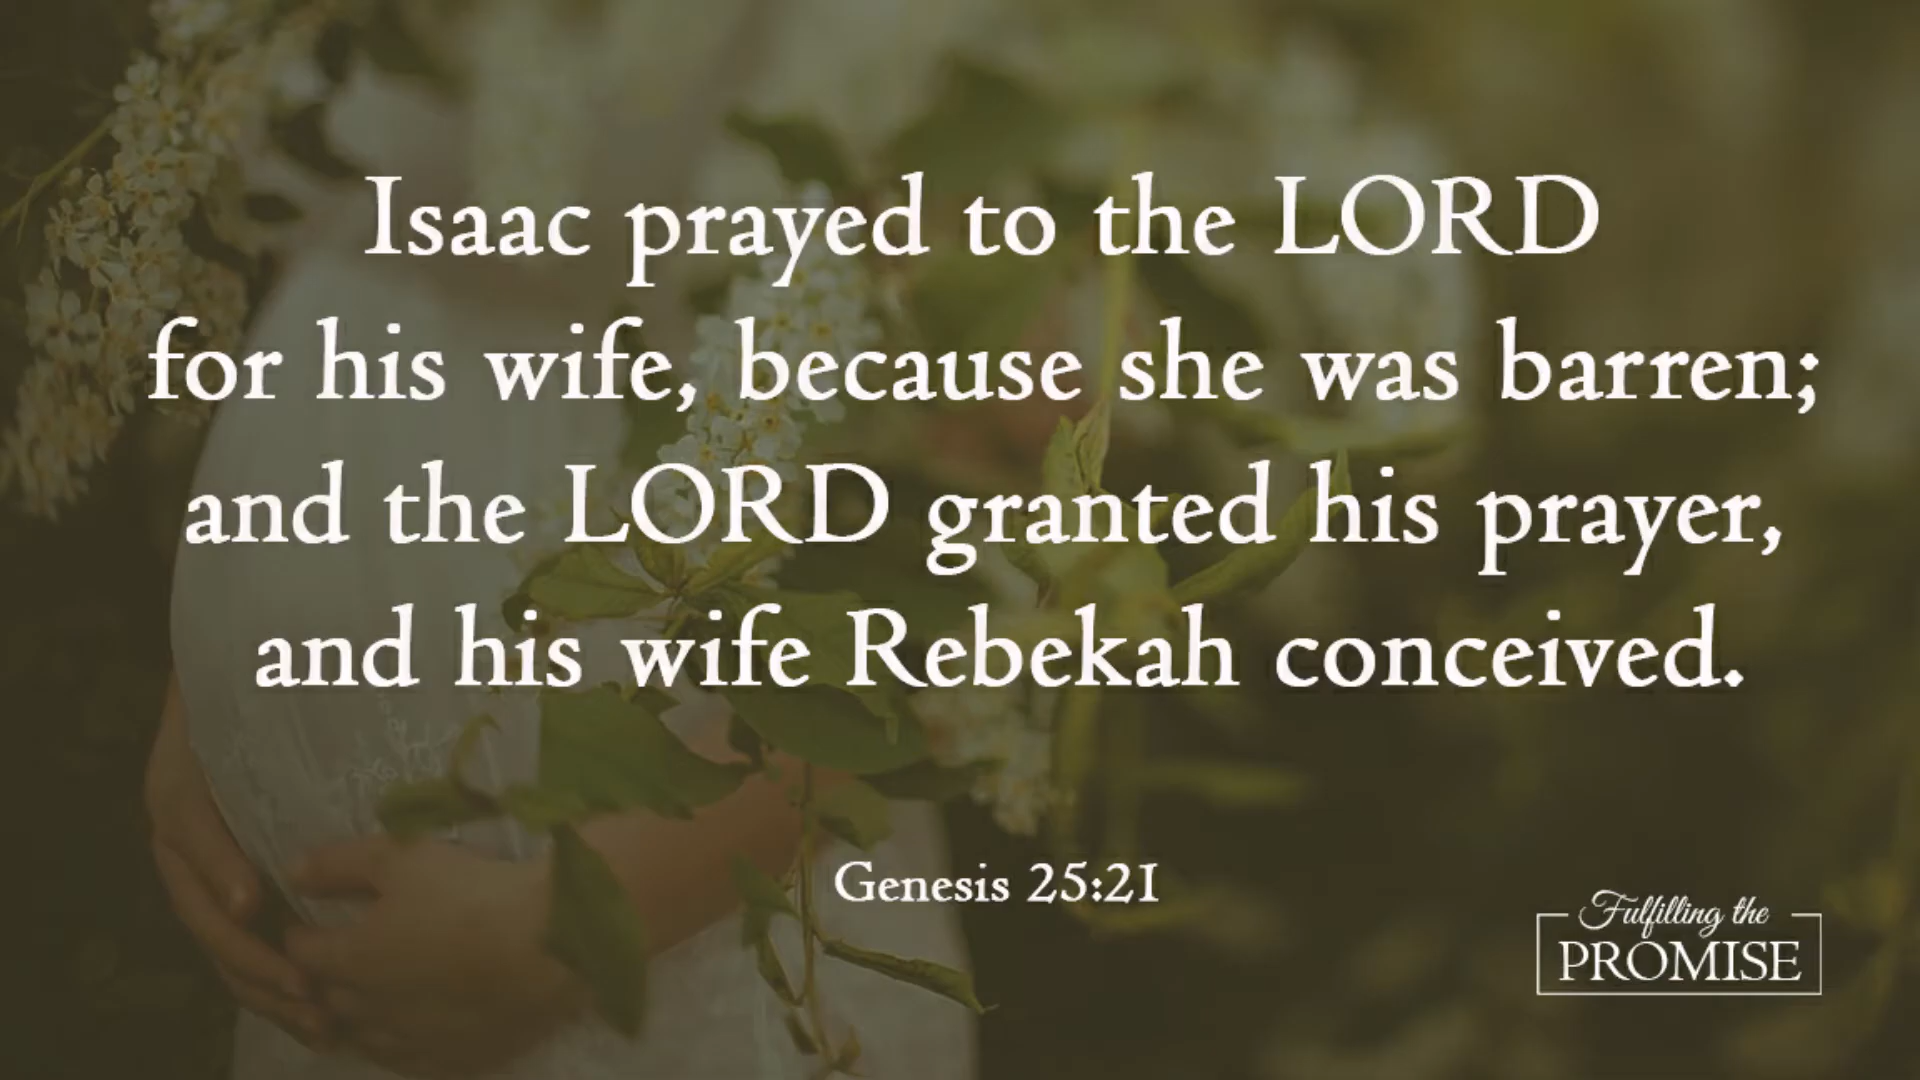 Isaac prayed to the LORD
for his wife, because she was barren;
and the LORD granted his prayer,
and his wife Rebekah conceived.
Genesis 25:21
Fulfilling the
PROMISE